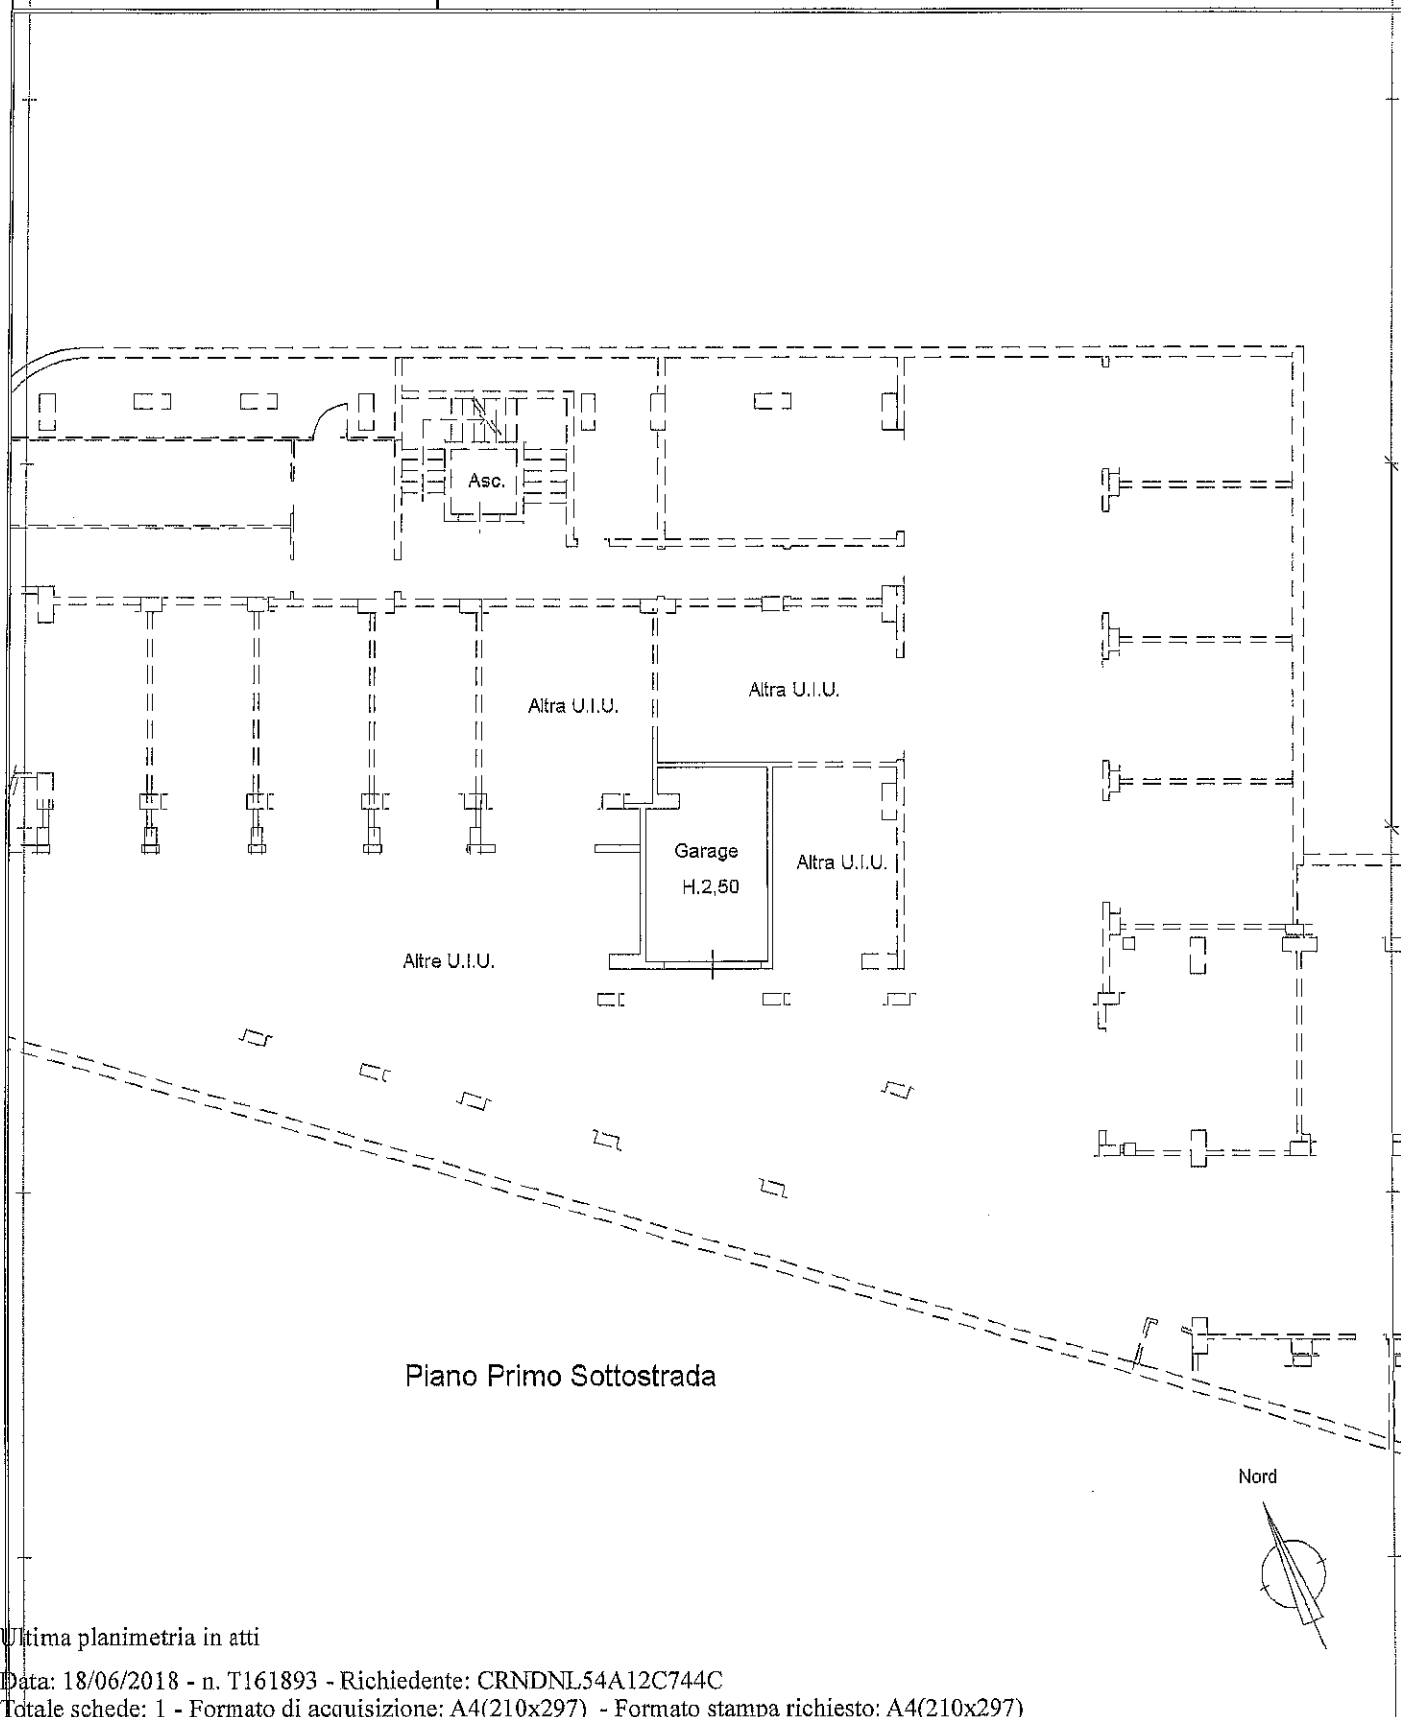 Asc.
Altra U.I.U.
Altra U.I.U.
Garage
H.2,50
Altra U.I.U.
Altre U.I.U.
Piano Primo Sottostrada
Nord
Ultima planimetria in atti
Data: 18/06/2018 - n. T161893 - Richiedente: CRNDNL54A12C744C
Totale schede: 1 - Formato di acquisizione: A4(210x297) - Formato stampa richiesto: A4(210x297)